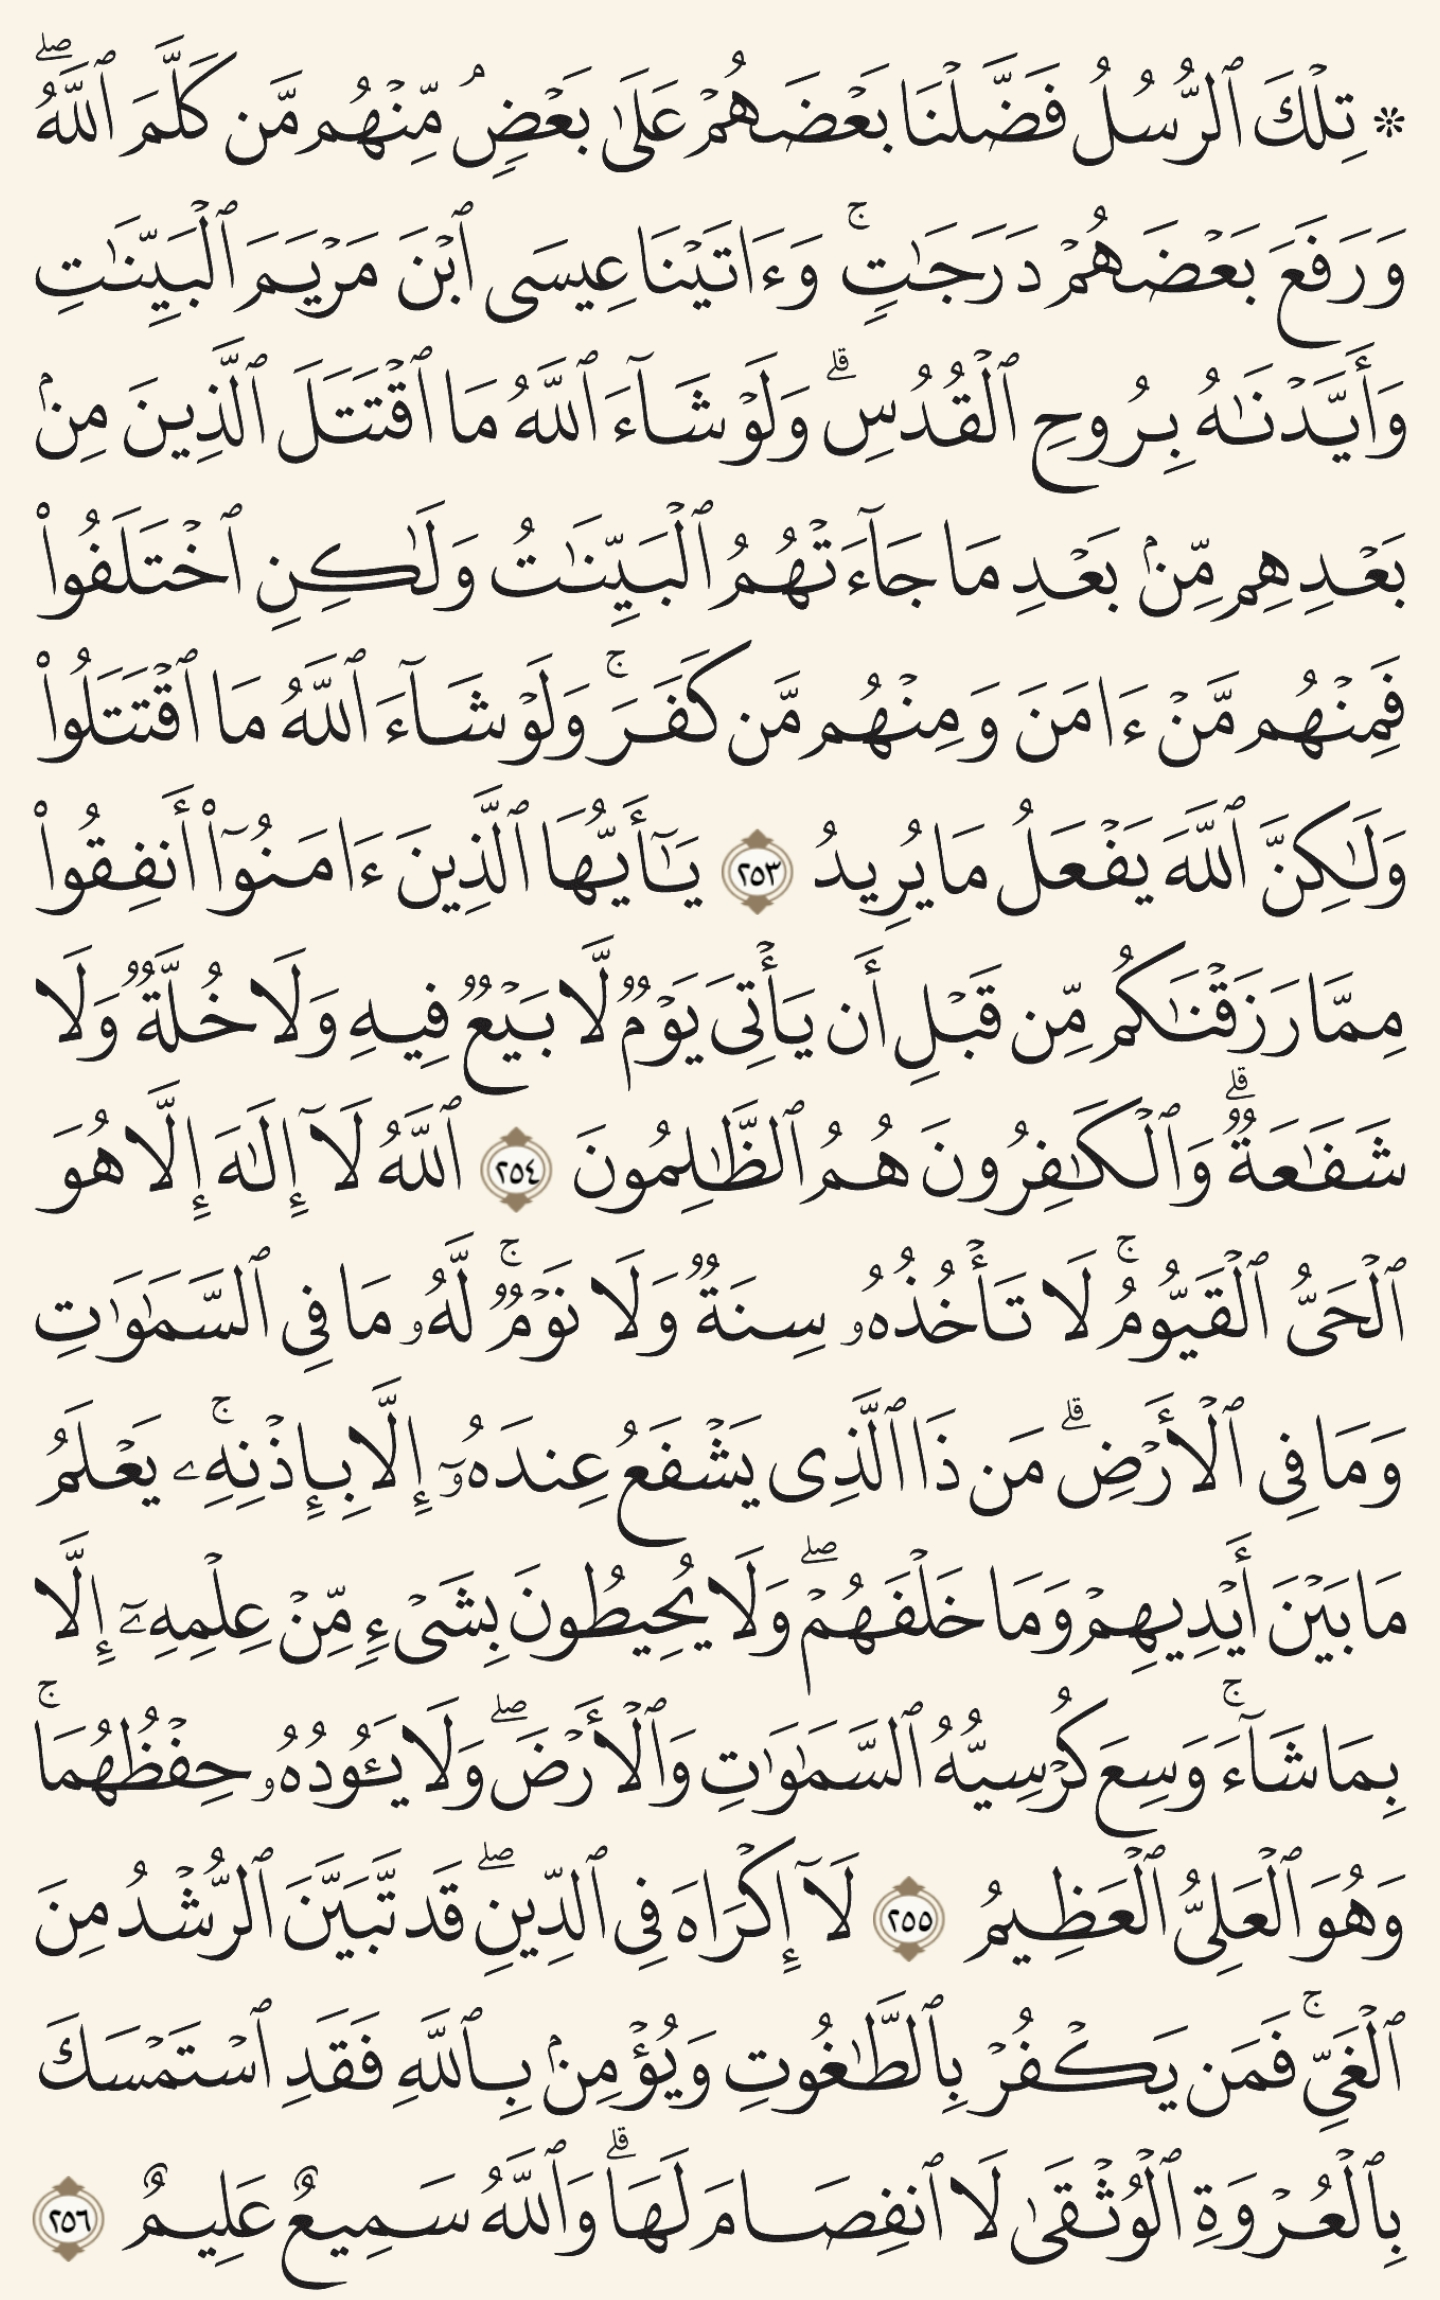 ۞ تِلْكَ ٱلرُّسُلُ فَضَّلْنَا بَعْضَهُمْ عَلَىٰ بَعْضٍۢ مِّنْهُم مَّن كَلَّمَ ٱللَّهُ ۖ
وَرَفَعَ بَعْضَهُمْ دَرَجَـٰتٍۢ ۚ وَءَاتَيْنَا عِيسَى ٱبْنَ مَرْيَمَ ٱلْبَيِّنَـٰتِ
وَأَيَّدْنَـٰهُ بِرُوحِ ٱلْقُدُسِ ۗ وَلَوْ شَآءَ ٱللَّهُ مَا ٱقْتَتَلَ ٱلَّذِينَ مِنۢ
بَعْدِهِم مِّنۢ بَعْدِ مَا جَآءَتْهُمُ ٱلْبَيِّنَـٰتُ وَلَـٰكِنِ ٱخْتَلَفُوا۟
فَمِنْهُم مَّنْ ءَامَنَ وَمِنْهُم مَّن كَفَرَ ۚ وَلَوْ شَآءَ ٱللَّهُ مَا ٱقْتَتَلُوا۟
وَلَـٰكِنَّ ٱللَّهَ يَفْعَلُ مَا يُرِيدُ ٢٥٣ يَـٰٓأَيُّهَا ٱلَّذِينَ ءَامَنُوٓا۟ أَنفِقُوا۟
مِمَّا رَزَقْنَـٰكُم مِّن قَبْلِ أَن يَأْتِىَ يَوْمٌۭ لَّا بَيْعٌۭ فِيهِ وَلَا خُلَّةٌۭ وَلَا
شَفَـٰعَةٌۭ ۗ وَٱلْكَـٰفِرُونَ هُمُ ٱلظَّـٰلِمُونَ ٢٥٤ ٱللَّهُ لَآ إِلَـٰهَ إِلَّا هُوَ
ٱلْحَىُّ ٱلْقَيُّومُ ۚ لَا تَأْخُذُهُۥ سِنَةٌۭ وَلَا نَوْمٌۭ ۚ لَّهُۥ مَا فِى ٱلسَّمَـٰوَٰتِ
وَمَا فِى ٱلْأَرْضِ ۗ مَن ذَا ٱلَّذِى يَشْفَعُ عِندَهُۥٓ إِلَّا بِإِذْنِهِۦ ۚ يَعْلَمُ
مَا بَيْنَ أَيْدِيهِمْ وَمَا خَلْفَهُمْ ۖ وَلَا يُحِيطُونَ بِشَىْءٍۢ مِّنْ عِلْمِهِۦٓ إِلَّا
بِمَا شَآءَ ۚ وَسِعَ كُرْسِيُّهُ ٱلسَّمَـٰوَٰتِ وَٱلْأَرْضَ ۖ وَلَا يَـُٔودُهُۥ حِفْظُهُمَا ۚ
وَهُوَ ٱلْعَلِىُّ ٱلْعَظِيمُ ٢٥٥ لَآ إِكْرَاهَ فِى ٱلدِّينِ ۖ قَد تَّبَيَّنَ ٱلرُّشْدُ مِنَ
ٱلْغَىِّ ۚ فَمَن يَكْفُرْ بِٱلطَّـٰغُوتِ وَيُؤْمِنۢ بِٱللَّهِ فَقَدِ ٱسْتَمْسَكَ
بِٱلْعُرْوَةِ ٱلْوُثْقَىٰ لَا ٱنفِصَامَ لَهَا ۗ وَٱللَّهُ سَمِيعٌ عَلِيمٌ ٢٥٦